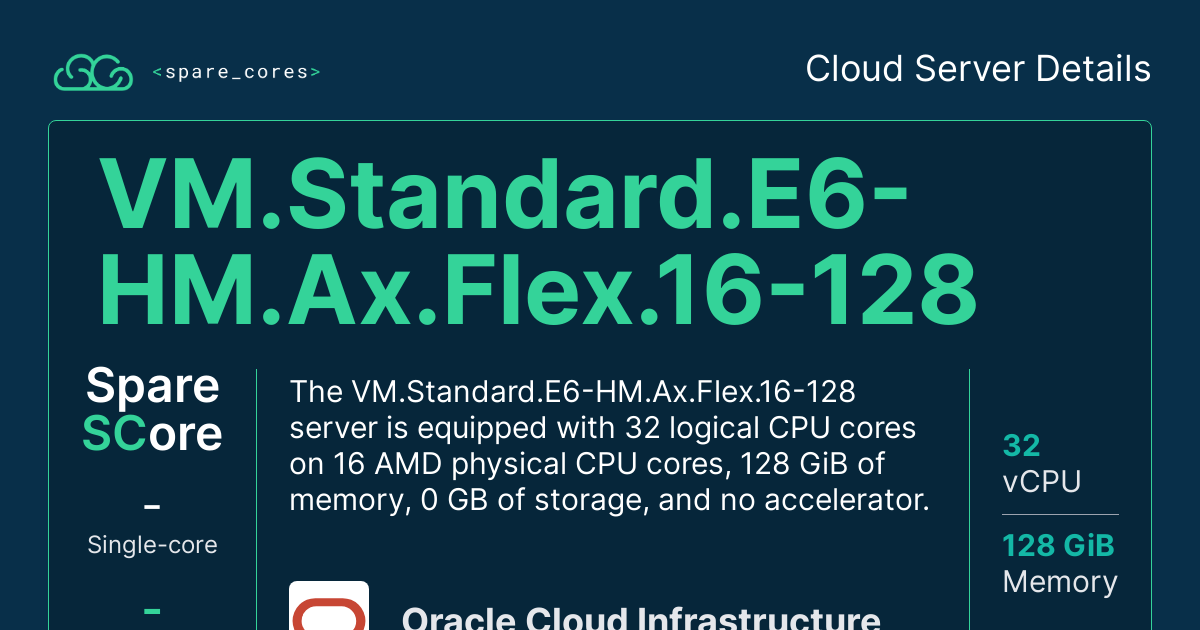 <spare_cores>
Cloud Server Details
VM.Standard.E6-
HM.Ax.Flex.16-128
Spare
SCore
–
Single-core
–
The VM.Standard.E6-HM.Ax.Flex.16-128
server is equipped with 32 logical CPU cores
on 16 AMD physical CPU cores, 128 GiB of
memory, 0 GB of storage, and no accelerator.
Oracle Cloud Infrastructure
32
vCPU
128 GiB
Memory